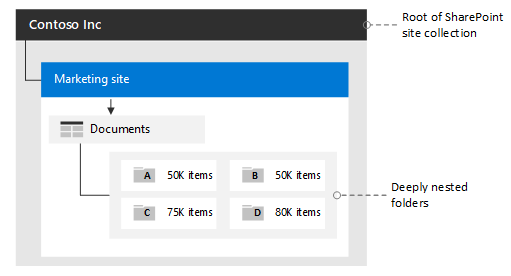 Contoso Inc
Root of SharePoint
site collection
Marketing site
Documents
A 50K items
B 50K items
C 75K items
D 80K items
Deeply nested
folders